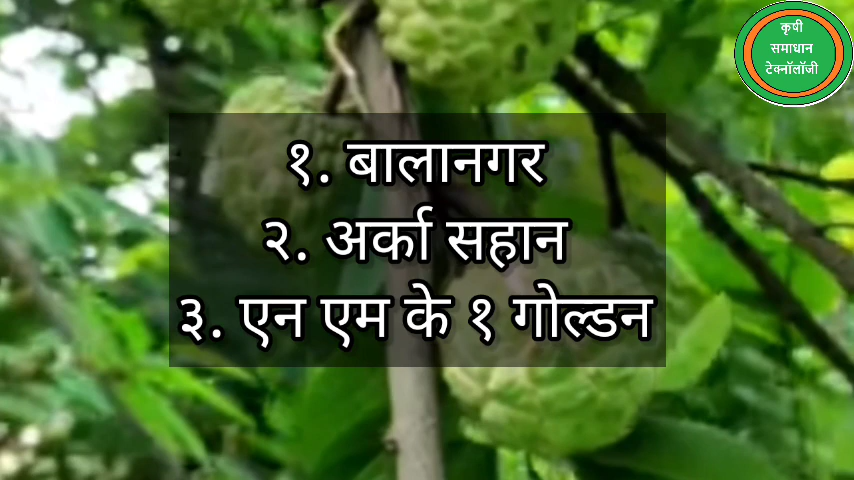 कृषी
समाधान
टेक्नॉलॉजी
१. बालानगर
२. अर्का सहान
३. एन एम के १ गोल्डन